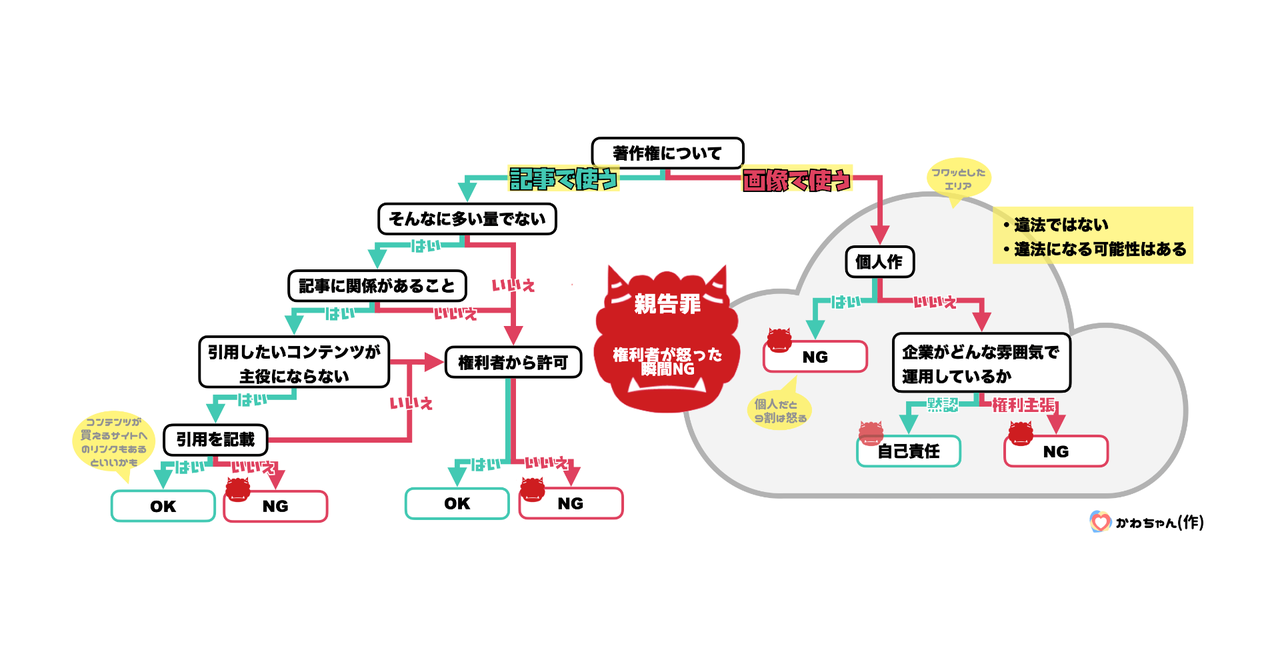 著作権について
記事で使う
画像で使う
フワッとした
エリア
そんなに多い量でない
・違法ではない
・違法になる可能性はある
はい
いいえ
個人作
記事に関係があること
はい
いいえ
はい
いいえ
親告罪
権利者が怒った
瞬間NG
引用したいコンテンツが
主役にならない
権利者から許可
NG
企業がどんな雰囲気で
運用しているか
はい
いいえ
個人だと
9割は怒る
黙認
権利主張
コンテンツが
買えるサイトへ
のリンクもある
といいかも
引用を記載
自己責任
NG
はい
いいえ
はい
いいえ
OK
NG
OK
NG
かわちゃん(作)